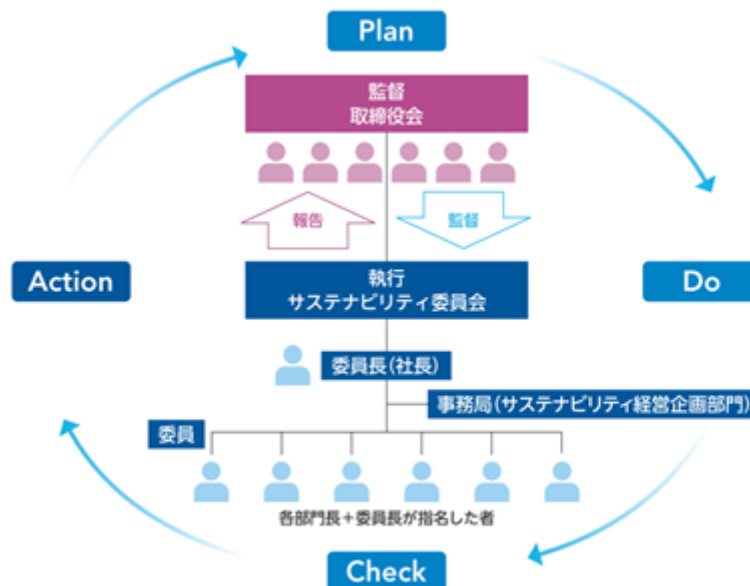 Plan
監督
取締役会
報告
監督
Action
執行
サステナビリティ委員会
Do
委員長(社長)
事務局(サステナビリティ経営企画部門)
委員
各部門長+委員長が指名した者
Check